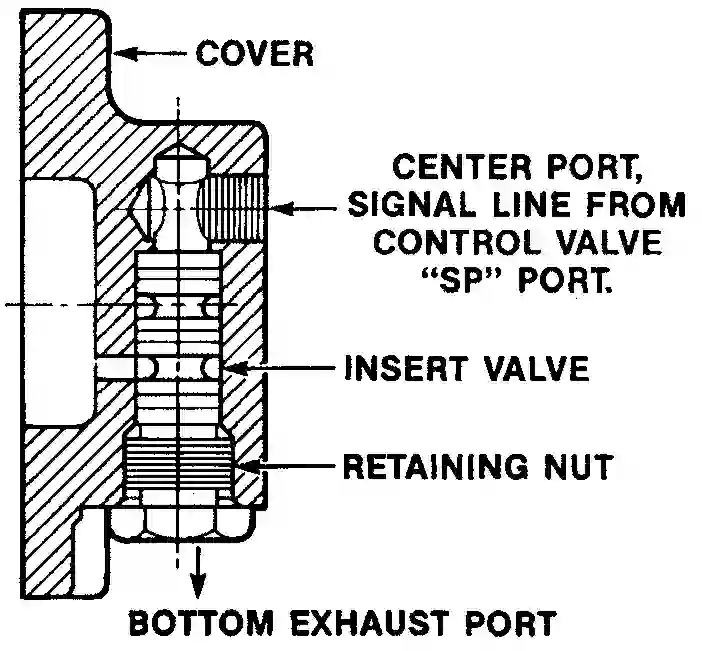 COVER
CENTER PORT,
SIGNAL LINE FROM
CONTROL VALVE
“SP” PORT.
INSERT VALVE
RETAINING NUT
BOTTOM EXHAUST PORT